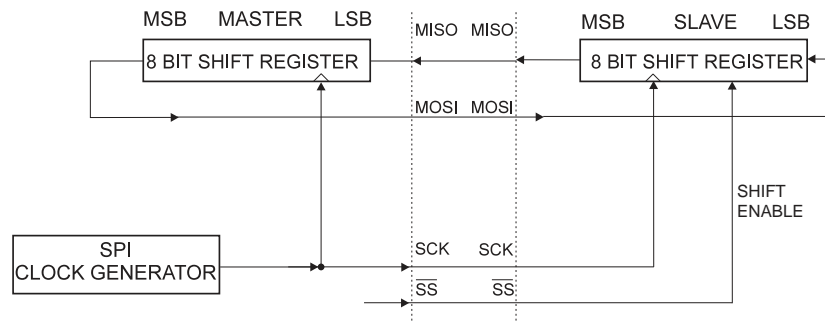 MSB MASTER LSB MISO MISO MSB SLAVE LSB
8 BIT SHIFT REGISTER 8 BIT SHIFT REGISTER
MOSI MOSI
SHIFT
ENABLE
SPI
CLOCK GENERATOR
SCK SCK
SS SS